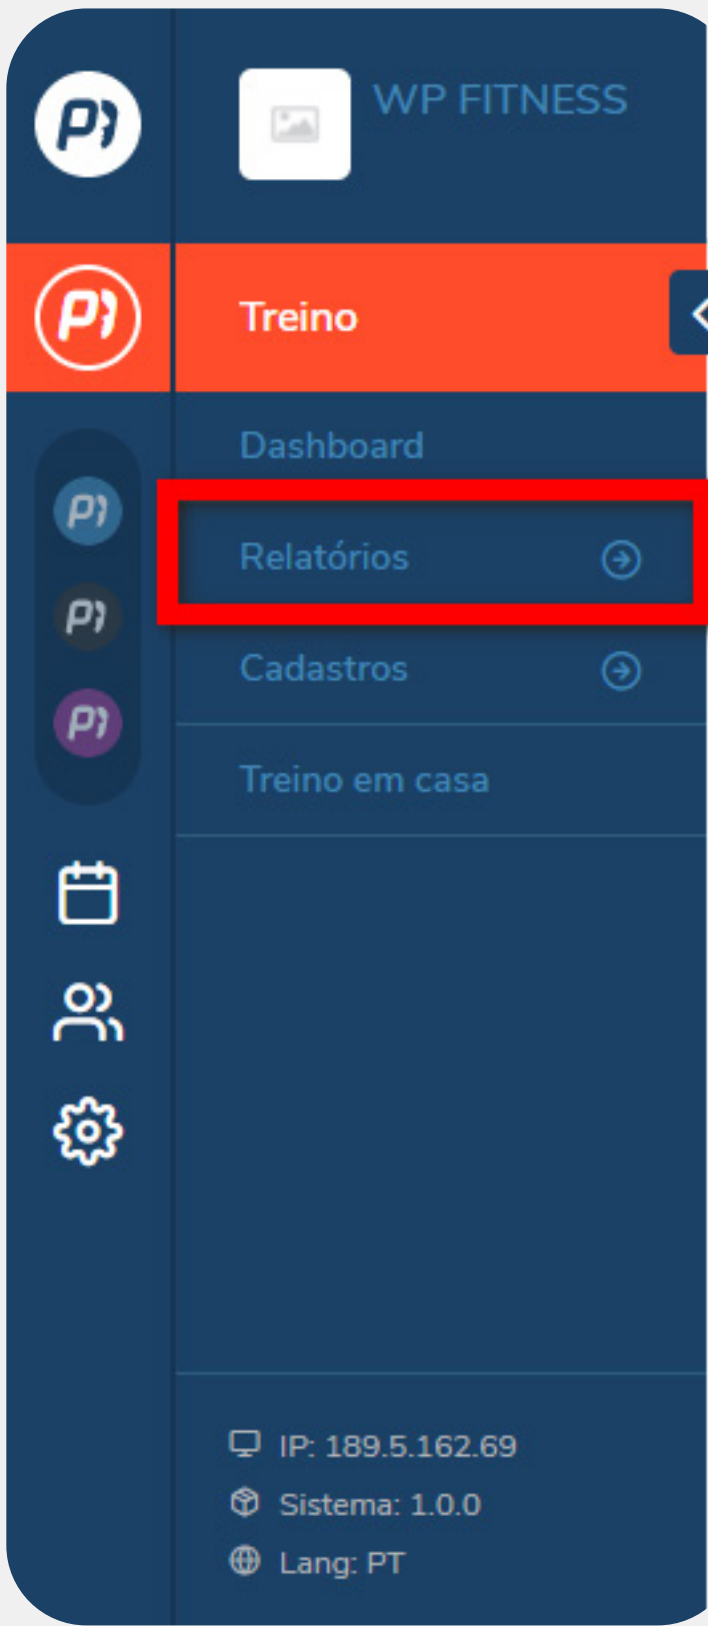 WP FITNESS
Treino
Dashboard
Relatórios
Cadastros
Treino em casa
IP: 189.5.162.69
Sistema: 1.0.0
Lang: PT